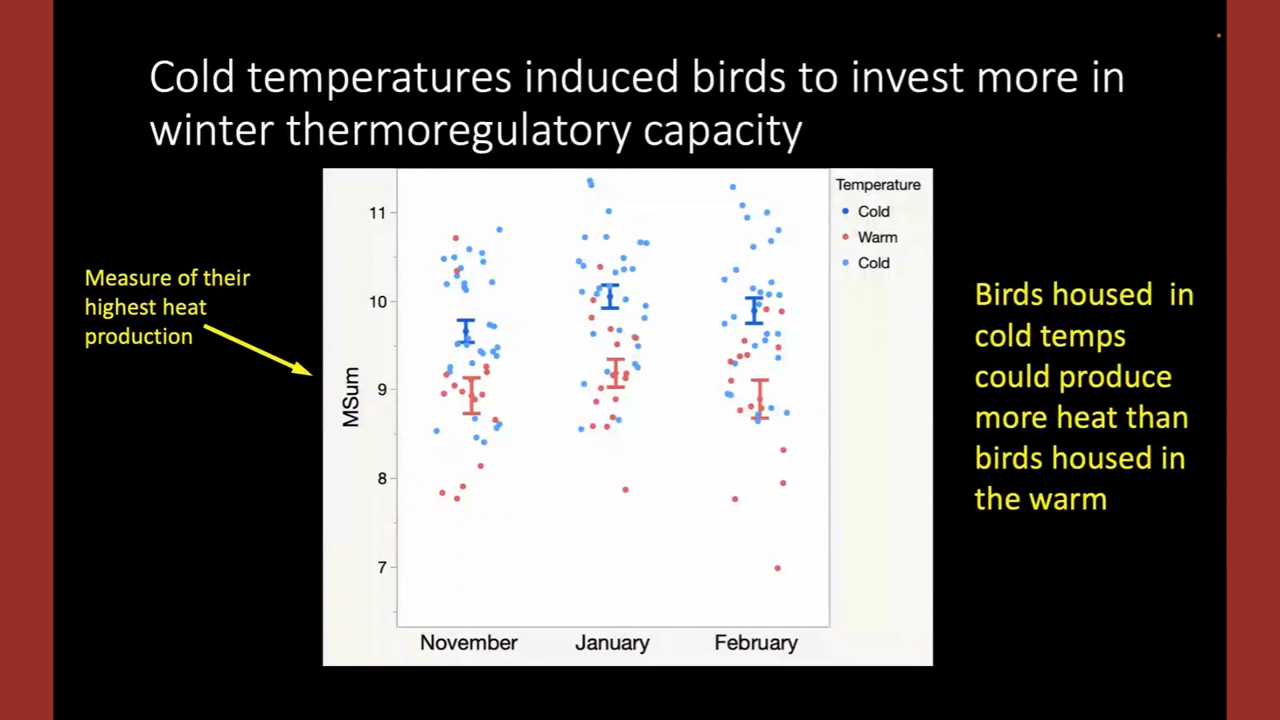 Cold temperatures induced birds to invest more in
winter thermoregulatory capacity
Measure of their
highest heat
production
MSum
11
10
9
8
7
November January February
Temperature
Cold
Warm
Cold
Birds housed in
cold temps
could produce
more heat than
birds housed in
the warm